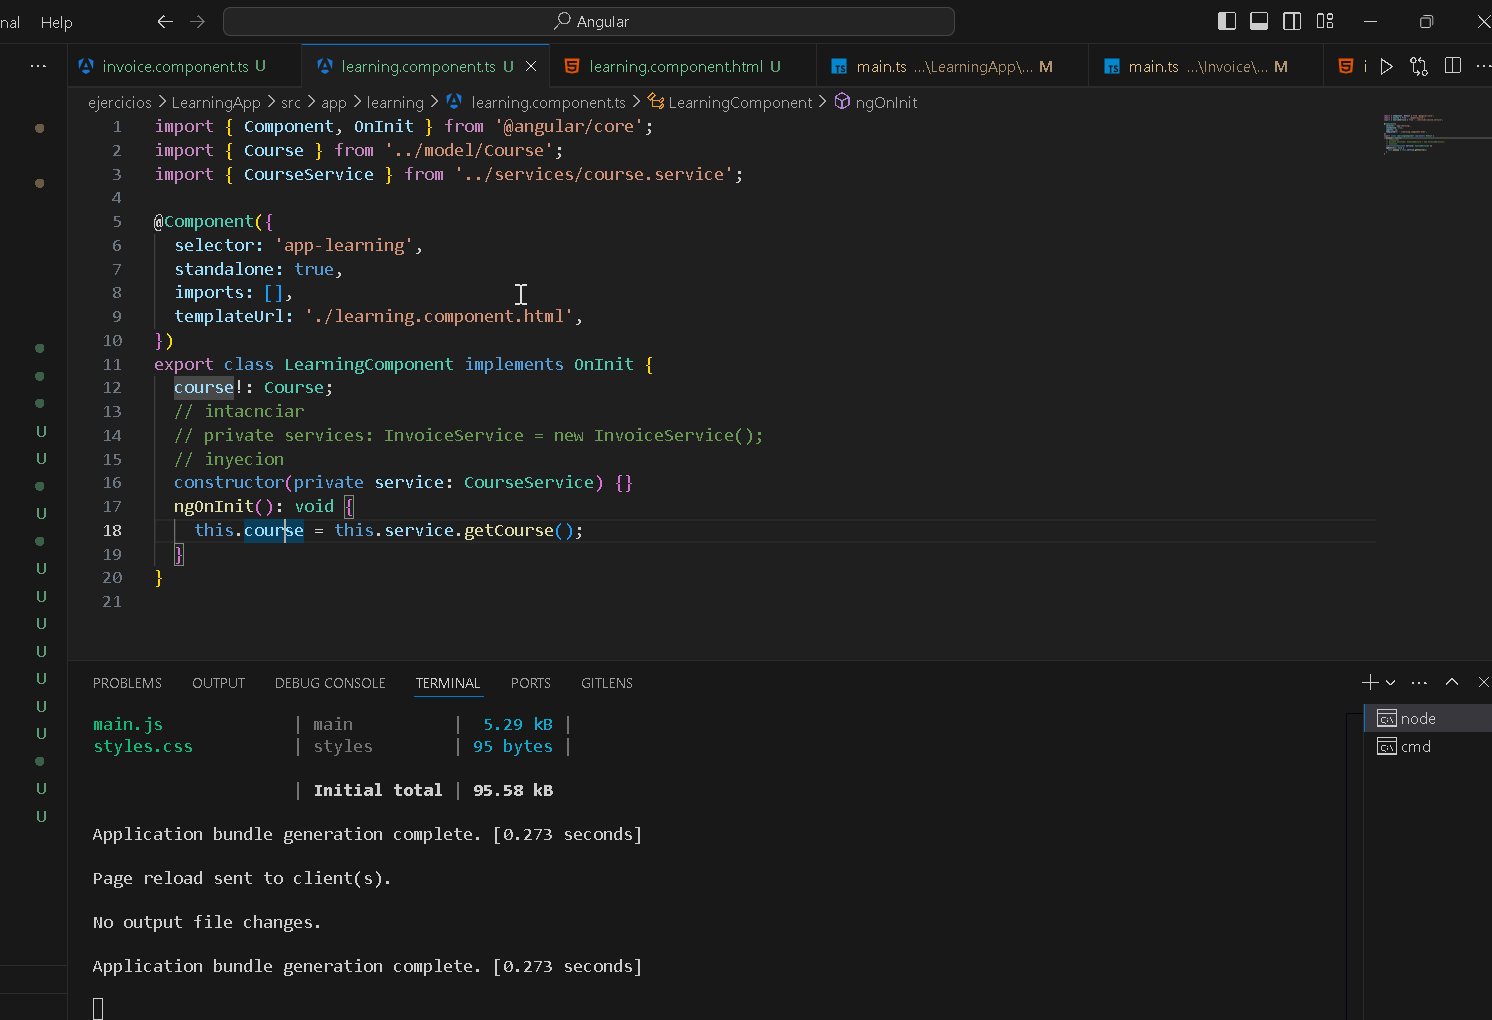 nal Help Angular
invoice.component.ts U learning.component.ts U learning.component.html U main.ts ...\LearningApp\... M main.ts ...\Invoice\... M i
ejercicios > LearningApp > src > app > learning > learning.component.ts > LearningComponent > ngOnInit
1 import { Component, OnInit } from '@angular/core';
2 import { Course } from '../model/Course';
3 import { CourseService } from '../services/course.service';
4
5 @Component({
6 selector: 'app-learning',
7 standalone: true,
8 imports: [],
9 templateUrl: './learning.component.html',
10 })
11 export class LearningComponent implements OnInit {
12 course!: Course;
13 // intacnciar
14 // private services: InvoiceService = new InvoiceService();
15 // inyecion
16 constructor(private service: CourseService) {}
17 ngOnInit(): void {
18 this.course = this.service.getCourse();
19 }
20 }
21
U
U
U
U
U
U
U
U
U
U
U
U
PROBLEMS OUTPUT DEBUG CONSOLE TERMINAL PORTS GITLENS
main.js | main | 5.29 kB |
styles.css | styles | 95 bytes |
| Initial total | 95.58 kB
Application bundle generation complete. [0.273 seconds]
Page reload sent to client(s).
No output file changes.
Application bundle generation complete. [0.273 seconds]
node
cmd